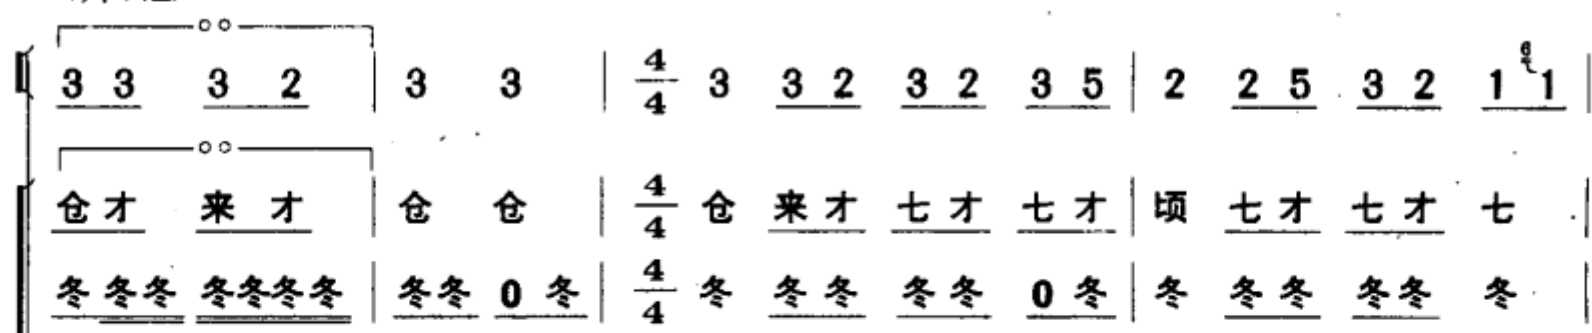 3 3 3 2 | 3 3 | 4/4 3 3 2 3 2 3 5 | 2 2 5 3 2 1 6 1 |
仓 才 来 才 | 仓 仓 | 4/4 仓 来 才 七 才 七 才 | 顷 七 才 七 才 七 |
冬 冬冬 冬冬冬冬 | 冬冬 0 冬 | 4/4 冬 冬 冬 冬 冬 0 冬 | 冬 冬 冬 冬冬 冬 |